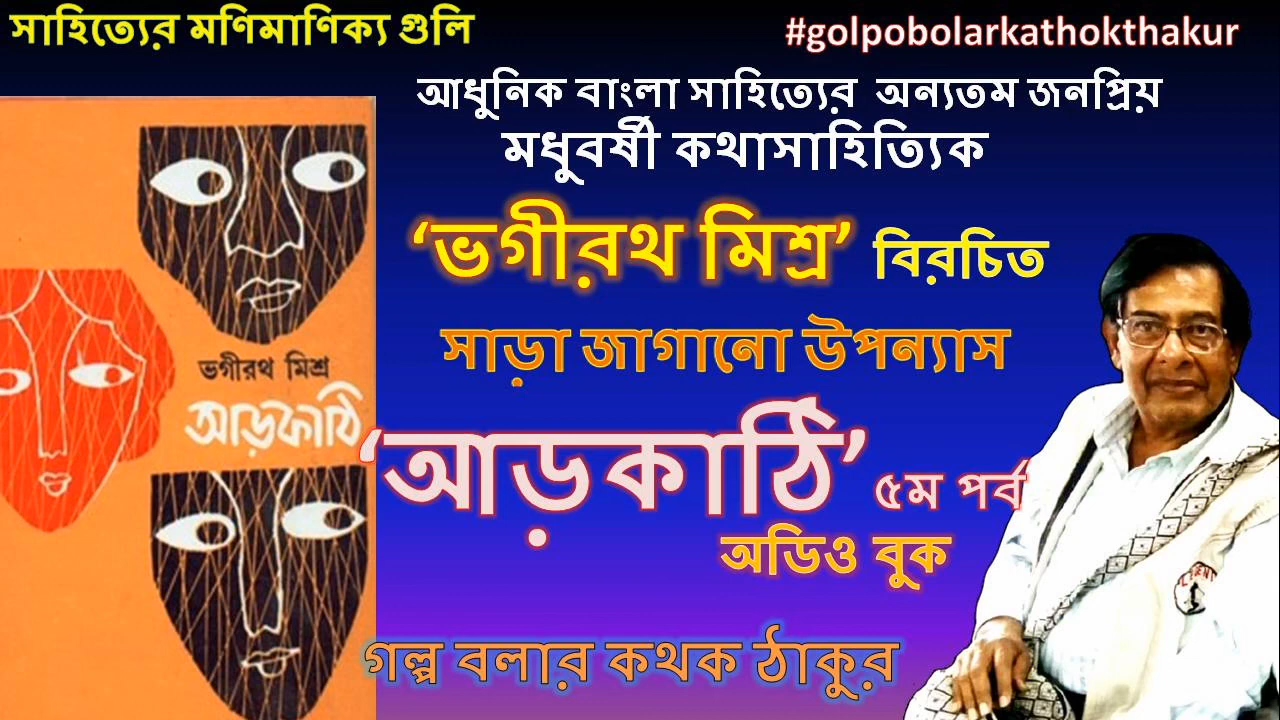 সাহিত্যের মণিমাণিক্য গুলি
#golpobolarkathokthakur
আধুনিক বাংলা সাহিত্যের অন্যতম জনপ্রিয়
মধুবর্ষী কথাসাহিত্যিক
‘ভগীরথ মিশ্র’ বিরচিত
সাড়া জাগানো উপন্যাস
ভগীরথ মিশ্র
আড়কাঠি
‘আড়কাঠি’ ৫ম পর্ব
অডিও বুক
গল্প বলার কথক ঠাকুর